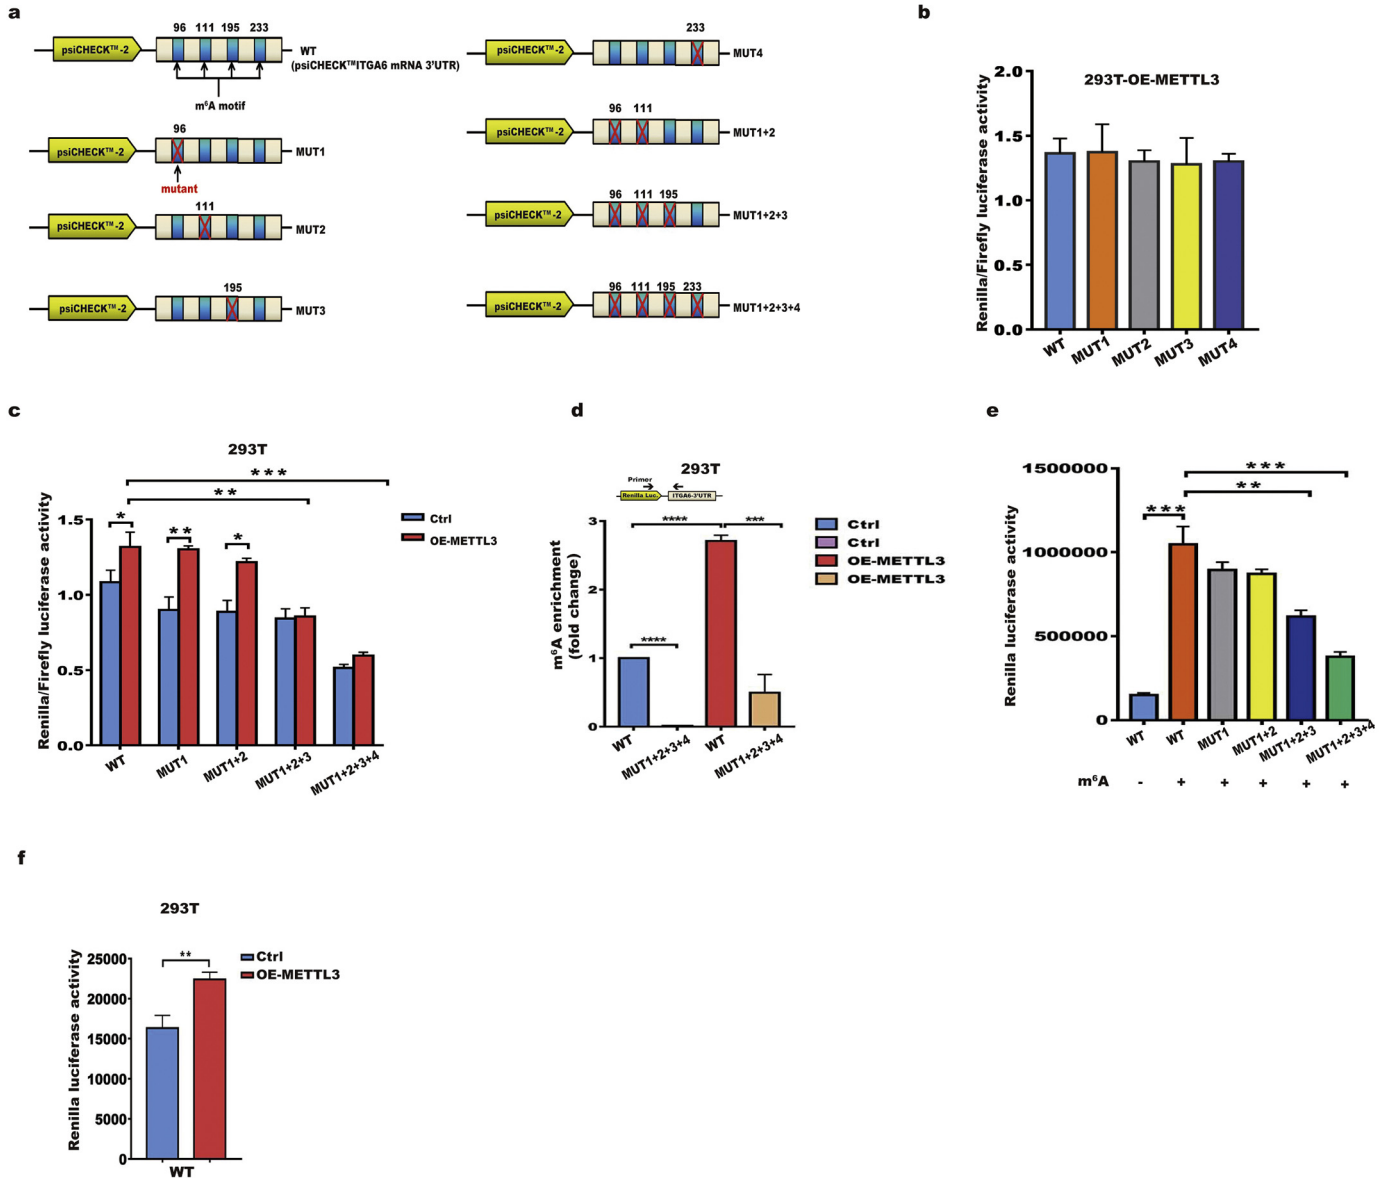 a
96 111 195 233
psiCHECK™-2
WT
(psiCHECK™ITGA6 mRNA 3'UTR)
m⁶A motif
96
psiCHECK™-2
MUT1
mutant
111
psiCHECK™-2
MUT2
195
psiCHECK™-2
MUT3
233
psiCHECK™-2
MUT4
96 111
psiCHECK™-2
MUT1+2
96 111 195
psiCHECK™-2
MUT1+2+3
96 111 195 233
psiCHECK™-2
MUT1+2+3+4
b
293T-OE-METTL3
Renilla/Firefly luciferase activity
2.0
1.5
1.0
0.5
0.0
WT MUT1 MUT2 MUT3 MUT4
c
293T
***
**
* ** *
Ctrl
OE-METTL3
Renilla/Firefly luciferase activity
1.5
1.0
0.5
0.0
WT MUT1 MUT1+2 MUT1+2+3 MUT1+2+3+4
d
293T
Primer
Renilla Luc. ITGA6-3'UTR
**** ***
****
m⁶A enrichment
(fold change)
3
2
1
0
WT MUT1+2+3+4 WT MUT1+2+3+4
Ctrl
Ctrl
OE-METTL3
OE-METTL3
e
***
**
***
Renilla luciferase activity
1500000
1000000
500000
0
WT WT MUT1 MUT1+2 MUT1+2+3 MUT1+2+3+4
m⁶A - + + + + +
f
293T
**
Ctrl
OE-METTL3
Renilla luciferase activity
25000
20000
15000
10000
5000
0
WT